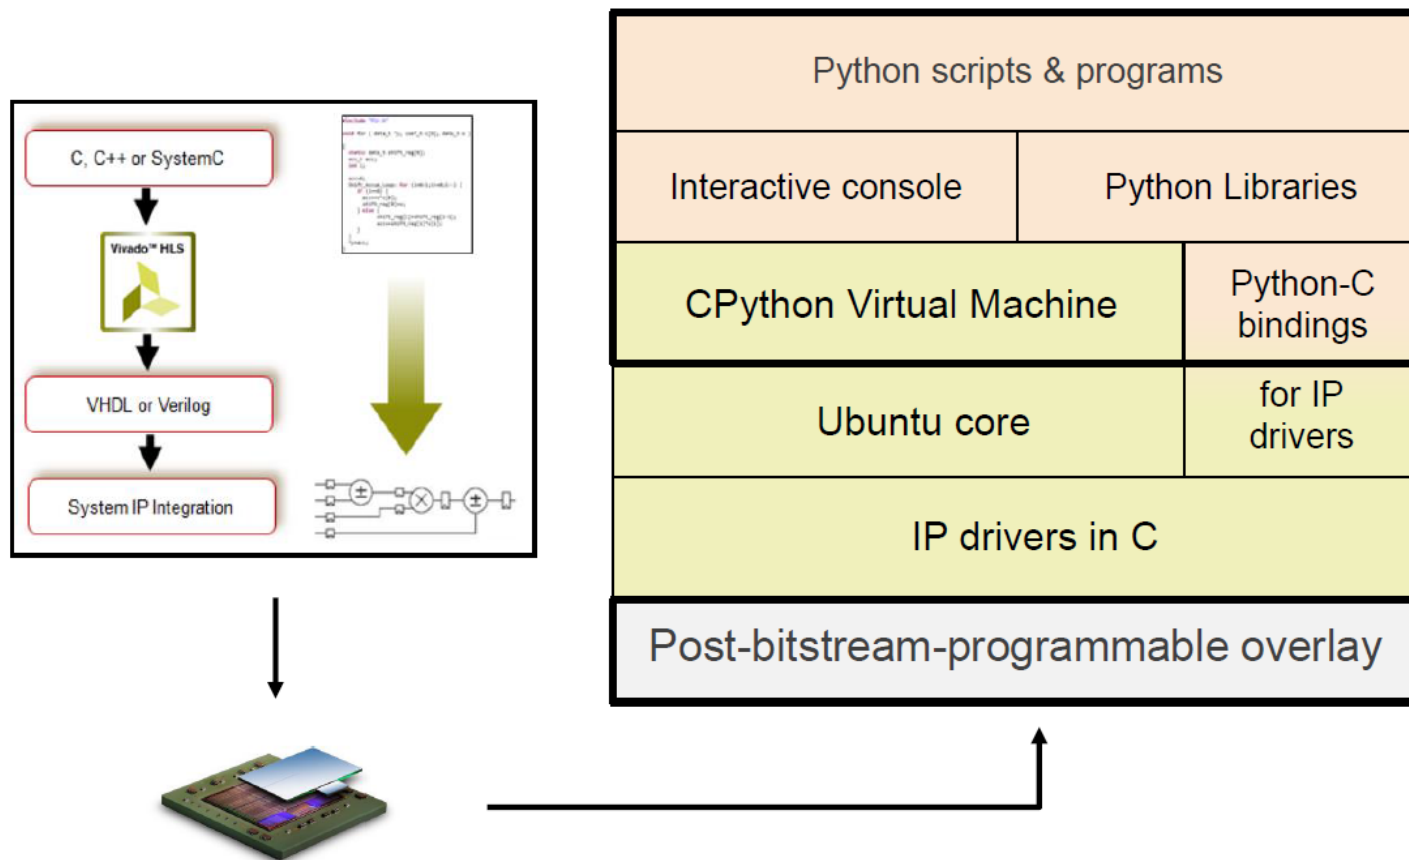 C, C++ or SystemC
Vivado™ HLS
VHDL or Verilog
System IP Integration
Python scripts & programs
Interactive console
Python Libraries
CPython Virtual Machine
Python-C
bindings
for IP
drivers
Ubuntu core
IP drivers in C
Post-bitstream-programmable overlay